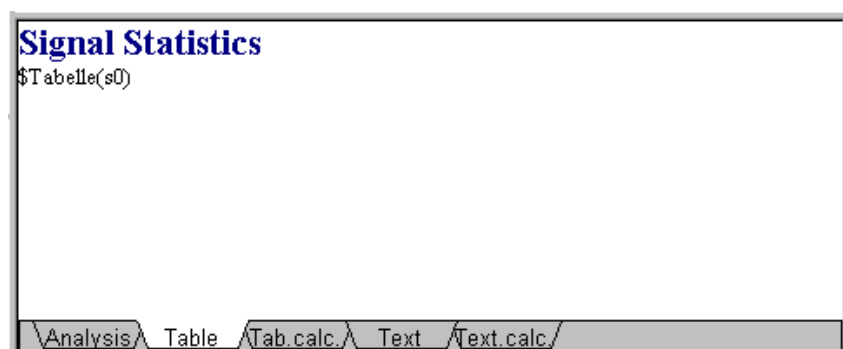 Signal Statistics
$Tabelle(s0)
Analysis Table Tab.calc. Text Text.calc.